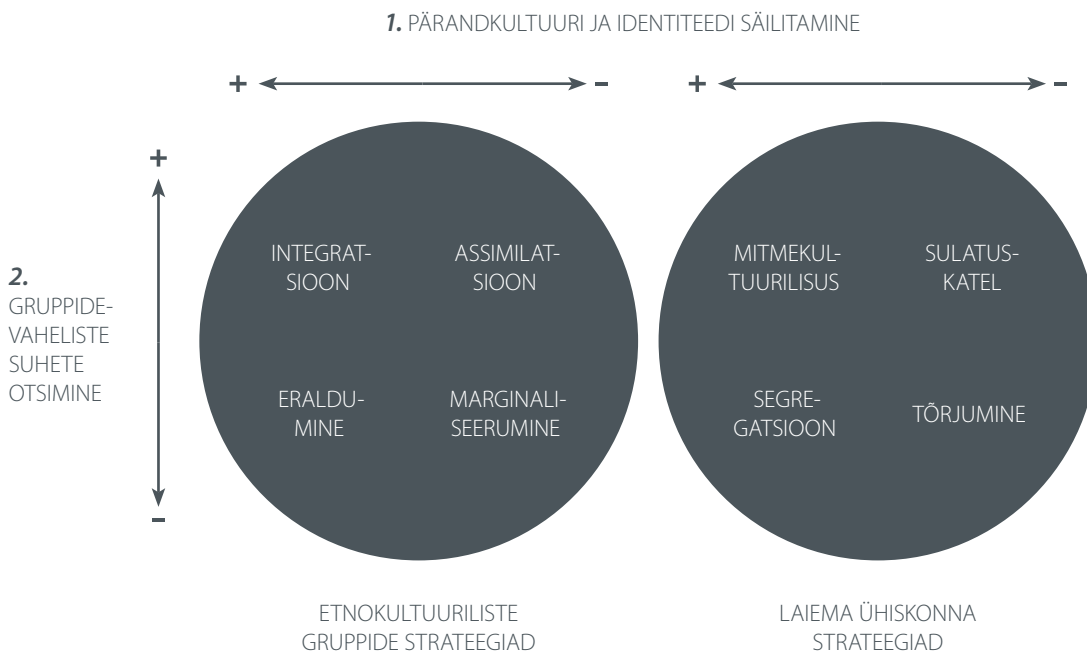 1. PÄRANDKULTUURI JA IDENTITEEDI SÄILITAMINE
+ -
+ -
+
2.
GRUPPIDE-
VAHELISTE
SUHETE
OTSIMINE
-
INTEGRAT-
SIOON
ASSIMILAT-
SIOON
ERALDU-
MINE
MARGINALI-
SEERUMINE
ETNOKULTUURILISTE
GRUPPIDE STRATEEGIAD
MITMEKUL-
TUURILISUS
SULATUS-
KATEL
SEGRE-
GATSIOON
TÕRJUMINE
LAIEMA ÜHISKONNA
STRATEEGIAD